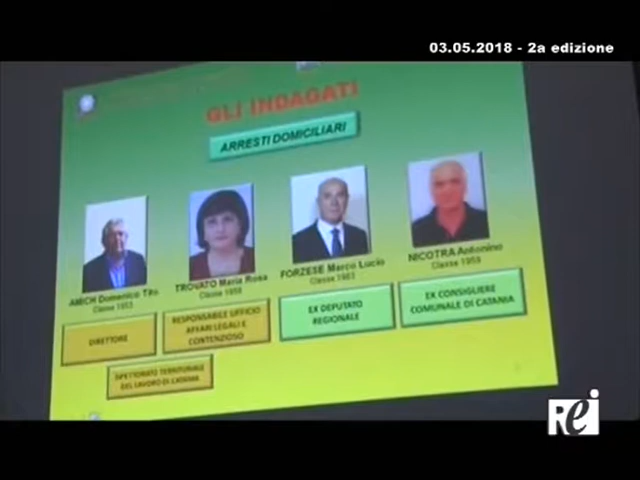 03.05.2018 - 2a edizione
GLI INDAGATI
ARRESTI DOMICILIARI
AMICH Domenico Tito
Classe 1953
TROVATO Maria Rosa
Classe 1958
FORZESE Marco Lucio
Classe 1963
NICOTRA Antonino
Classe 1959
DIRETTORE
RESPONSABILE UFFICIO
AFFARI LEGALI E
CONTENZIOSO
EX DEPUTATO
REGIONALE
EX CONSIGLIERE
COMUNALE DI CATANIA
ISPETTORATO TERRITORIALE
DEL LAVORO DI CATANIA
REi